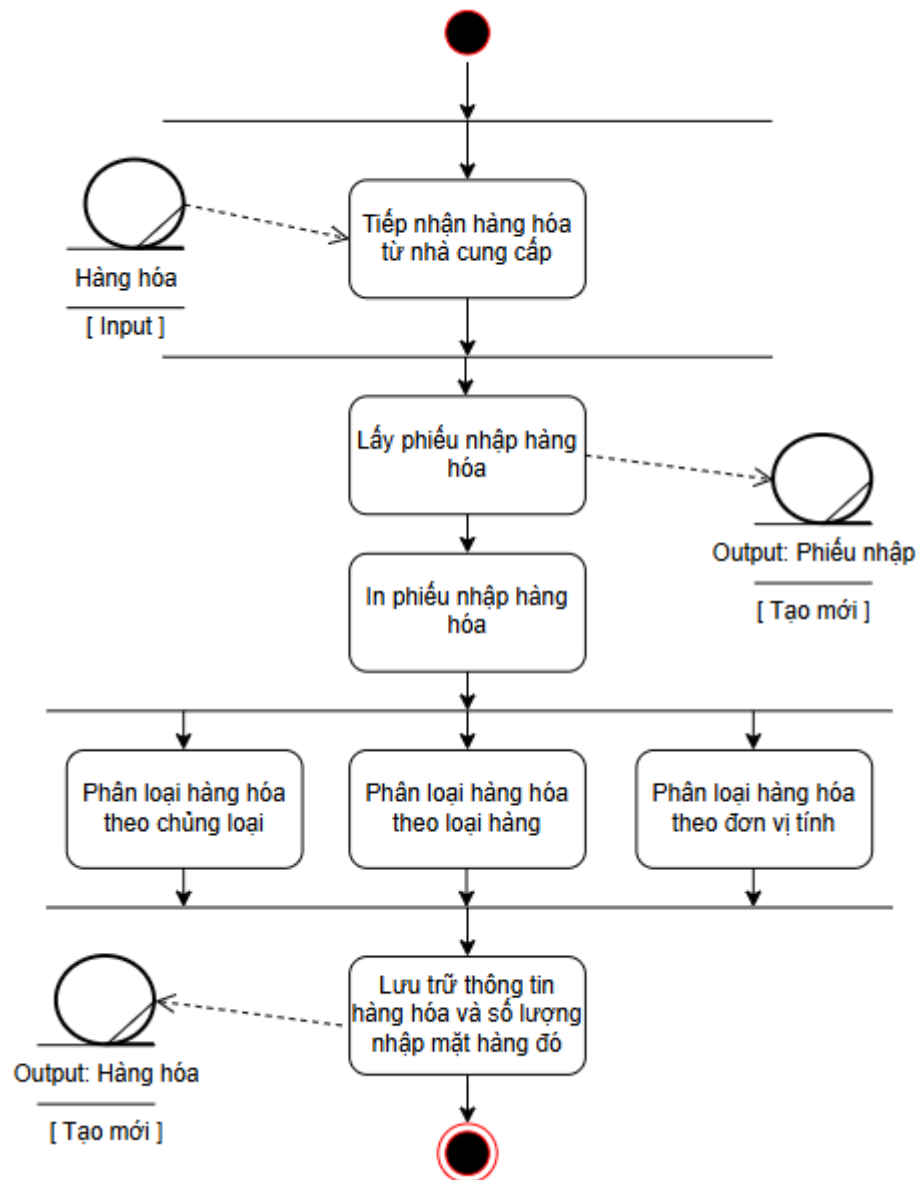 Tiếp nhận hàng hóa
từ nhà cung cấp
Hàng hóa
[ Input ]
Lấy phiếu nhập hàng
hóa
Output: Phiếu nhập
[ Tạo mới ]
In phiếu nhập hàng
hóa
Phân loại hàng hóa
theo chủng loại
Phân loại hàng hóa
theo loại hàng
Phân loại hàng hóa
theo đơn vị tính
Lưu trữ thông tin
hàng hóa và số lượng
nhập mặt hàng đó
Output: Hàng hóa
[ Tạo mới ]